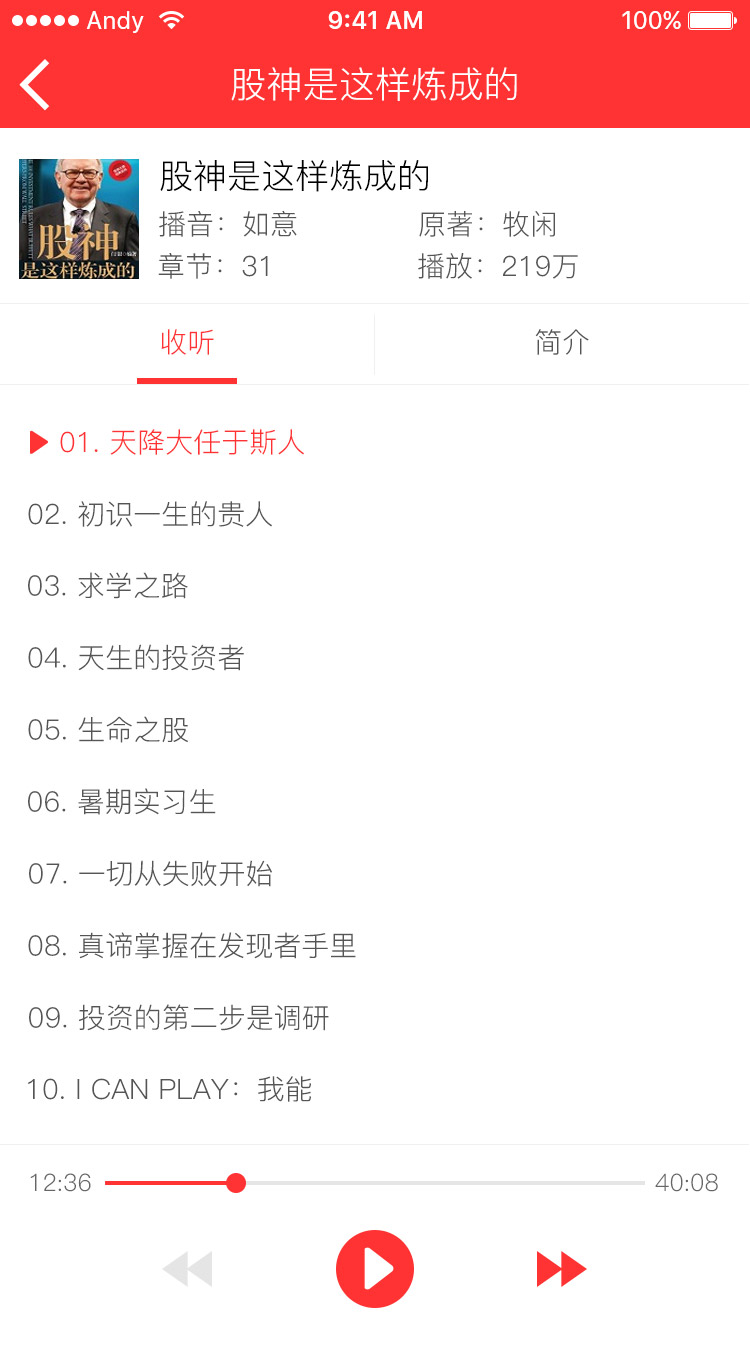 Andy 9:41 AM 100%
股神是这样炼成的
股神
是这样炼成的
股神是这样炼成的
播音：如意 原著：牧闲
章节：31 播放：219万
收听 简介
01. 天降大任于斯人
02. 初识一生的贵人
03. 求学之路
04. 天生的投资者
05. 生命之股
06. 暑期实习生
07. 一切从失败开始
08. 真谛掌握在发现者手里
09. 投资的第二步是调研
10. I CAN PLAY：我能
12:36 40:08